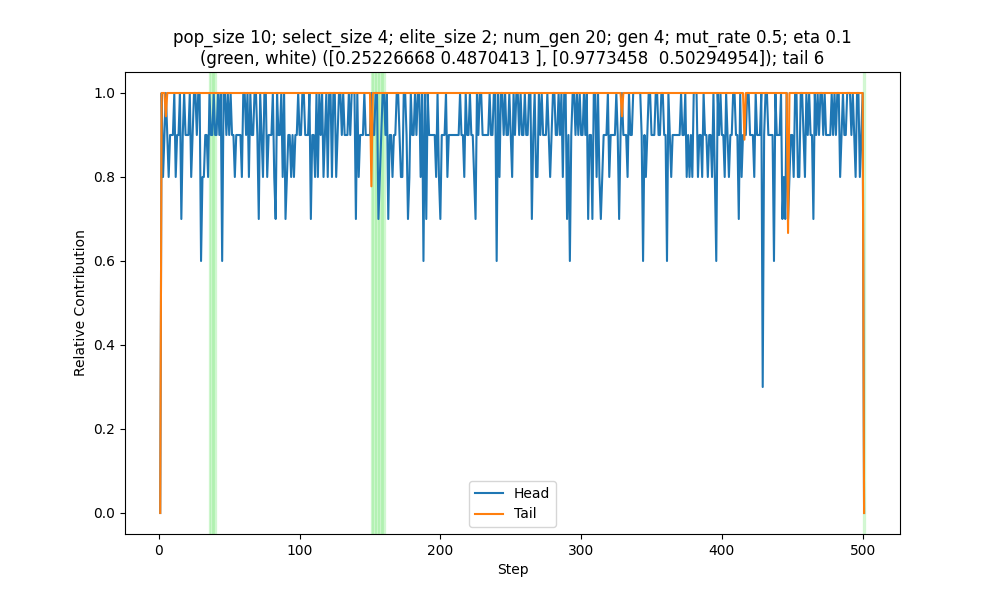 pop_size 10; select_size 4; elite_size 2; num_gen 20; gen 4; mut_rate 0.5; eta 0.1
(green, white) ([0.25226668 0.4870413 ], [0.9773458  0.50294954]); tail 6
1.0
0.8
0.6
0.4
0.2
0.0
Relative Contribution
Head
Tail
0
100
200
300
400
500
Step